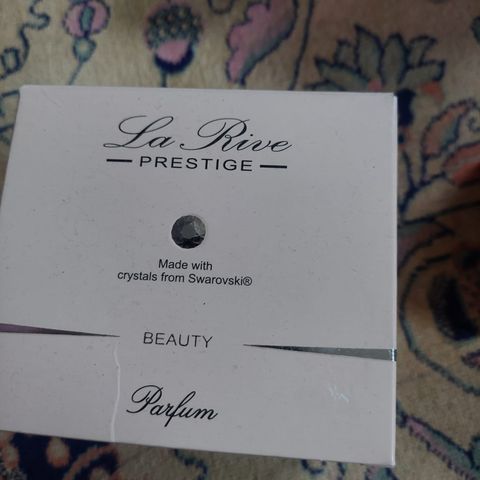 La Rive
PRESTIGE
Made with
crystals from Swarovski®
BEAUTY
Parfum